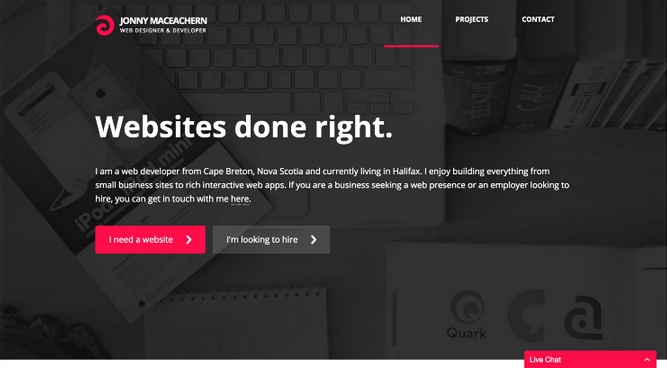 JONNY MACEACHERN
WEB DESIGNER & DEVELOPER
HOME
PROJECTS
CONTACT
Websites done right.
I am a web developer from Cape Breton, Nova Scotia and currently living in Halifax. I enjoy building everything from
small business sites to rich interactive web apps. If you are a business seeking a web presence or an employer looking to
hire, you can get in touch with me here.
I need a website
I'm looking to hire
iPod mini
Quark
Live Chat